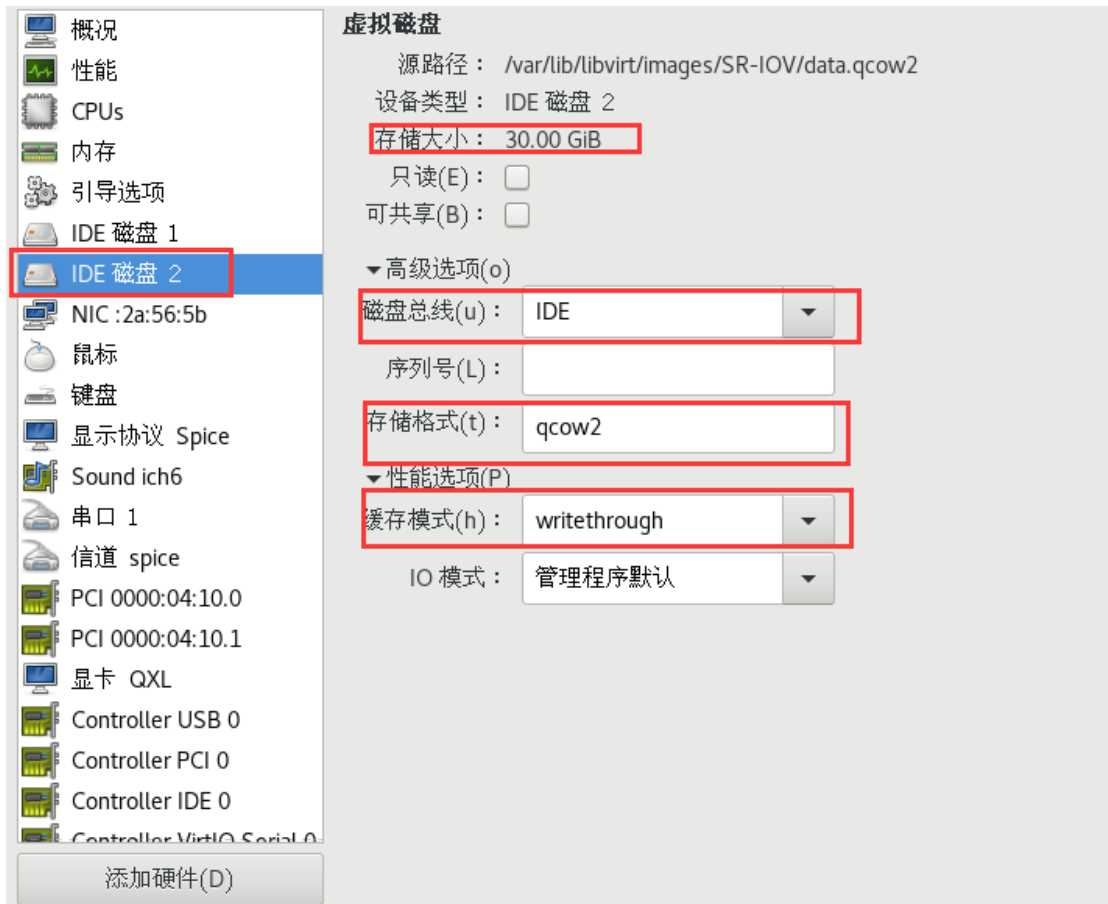 概况
性能
CPUs
内存
引导选项
IDE 磁盘 1
IDE 磁盘 2
NIC :2a:56:5b
鼠标
键盘
显示协议 Spice
Sound ich6
串口 1
信道 spice
PCI 0000:04:10.0
PCI 0000:04:10.1
显卡 QXL
Controller USB 0
Controller PCI 0
Controller IDE 0
Controller VirtIO Serial 0
添加硬件(D)
虚拟磁盘
源路径： /var/lib/libvirt/images/SR-IOV/data.qcow2
设备类型： IDE 磁盘 2
存储大小： 30.00 GiB
只读(E)：
可共享(B)：
高级选项(o)
磁盘总线(u)： IDE
序列号(L)：
存储格式(t)： qcow2
性能选项(P)
缓存模式(h)： writethrough
IO 模式： 管理程序默认